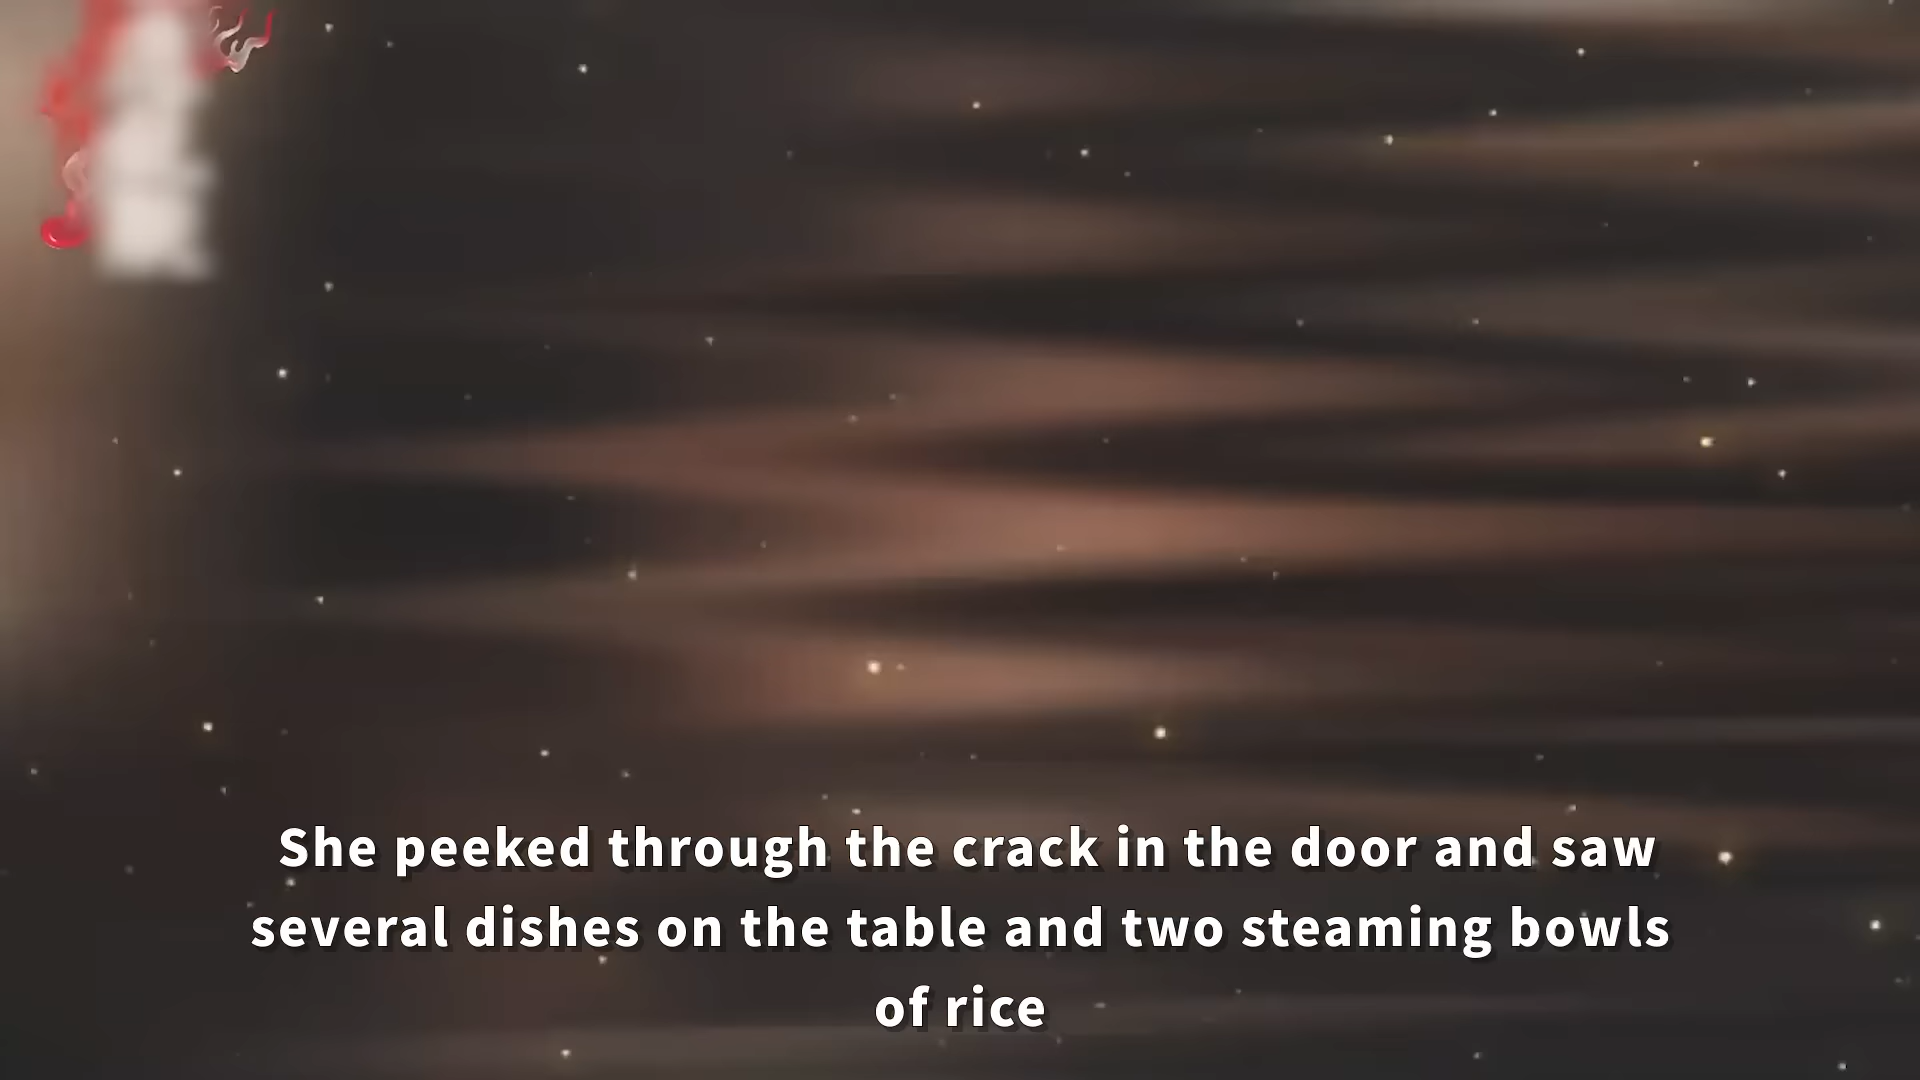 She peeked through the crack in the door and saw
several dishes on the table and two steaming bowls
of rice